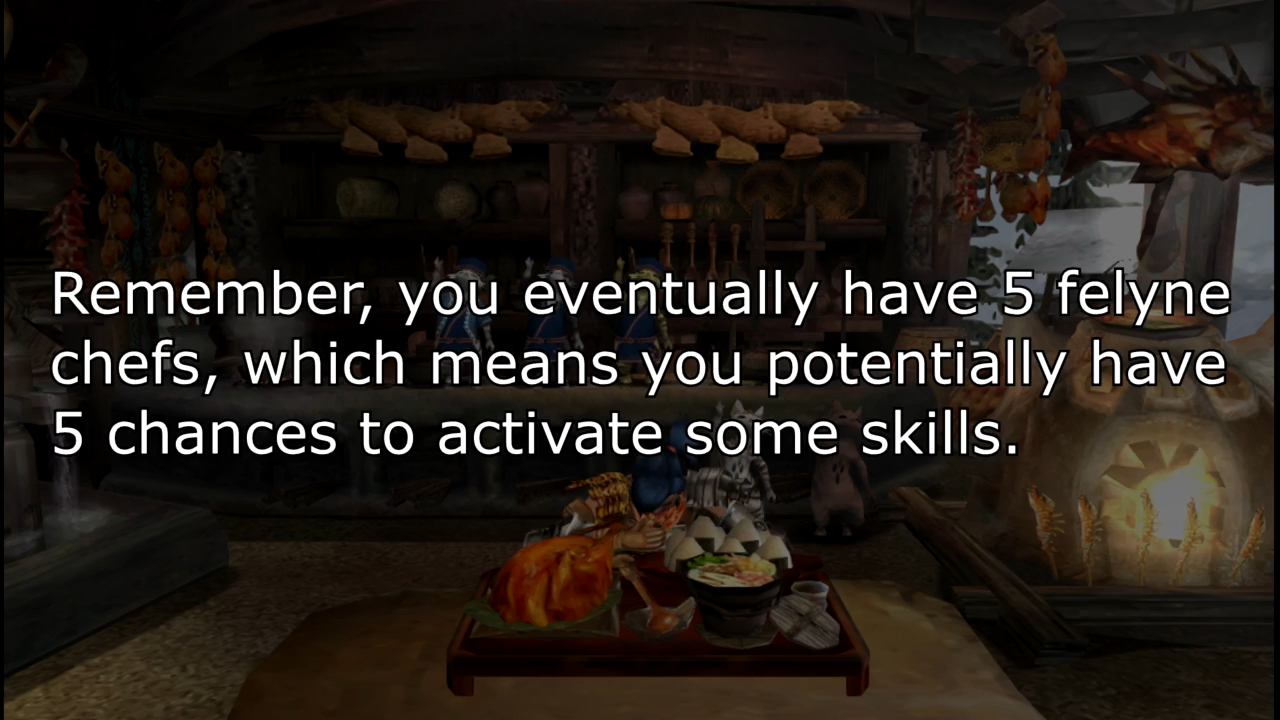 Remember, you eventually have 5 felyne
chefs, which means you potentially have
5 chances to activate some skills.